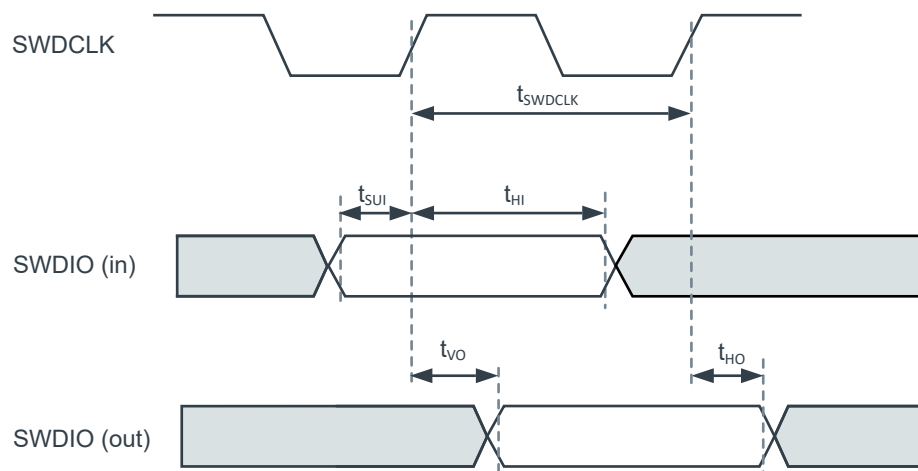 SWDCLK
tSWDCLK
tSUI
tHI
SWDIO (in)
tVO
tHO
SWDIO (out)